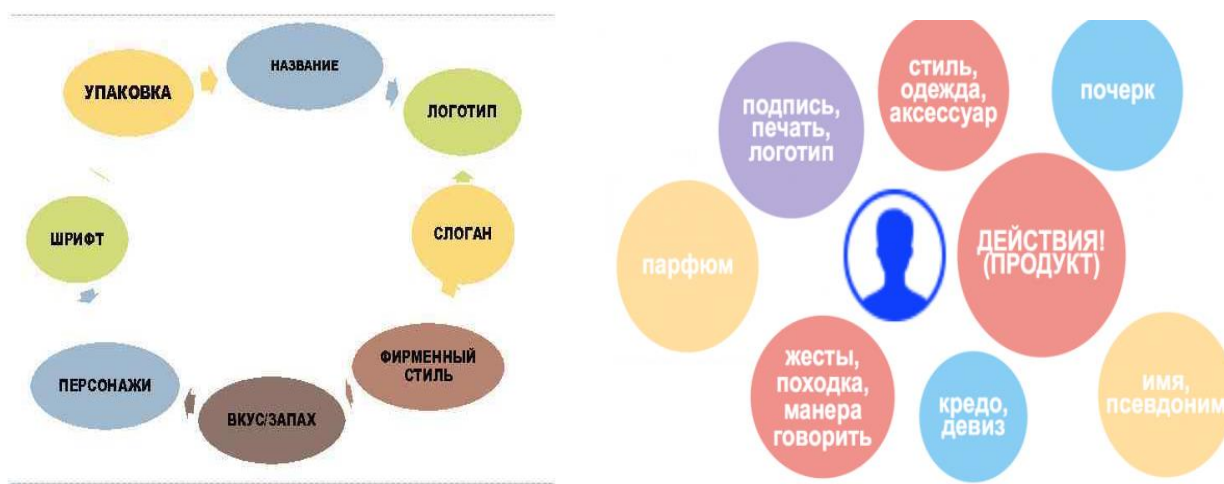 НАЗВАНИЕ
ЛОГОТИП
СЛОГАН
ФИРМЕННЫЙ
СТИЛЬ
ВКУС/ЗАПАХ
ПЕРСОНАЖИ
ШРИФТ
УПАКОВКА
подпись,
печать,
логотип
стиль,
одежда,
аксессуар
почерк
парфюм
ДЕЙСТВИЯ!
(ПРОДУКТ)
жесты,
походка,
манера
говорить
кредо,
девиз
имя,
псевдоним